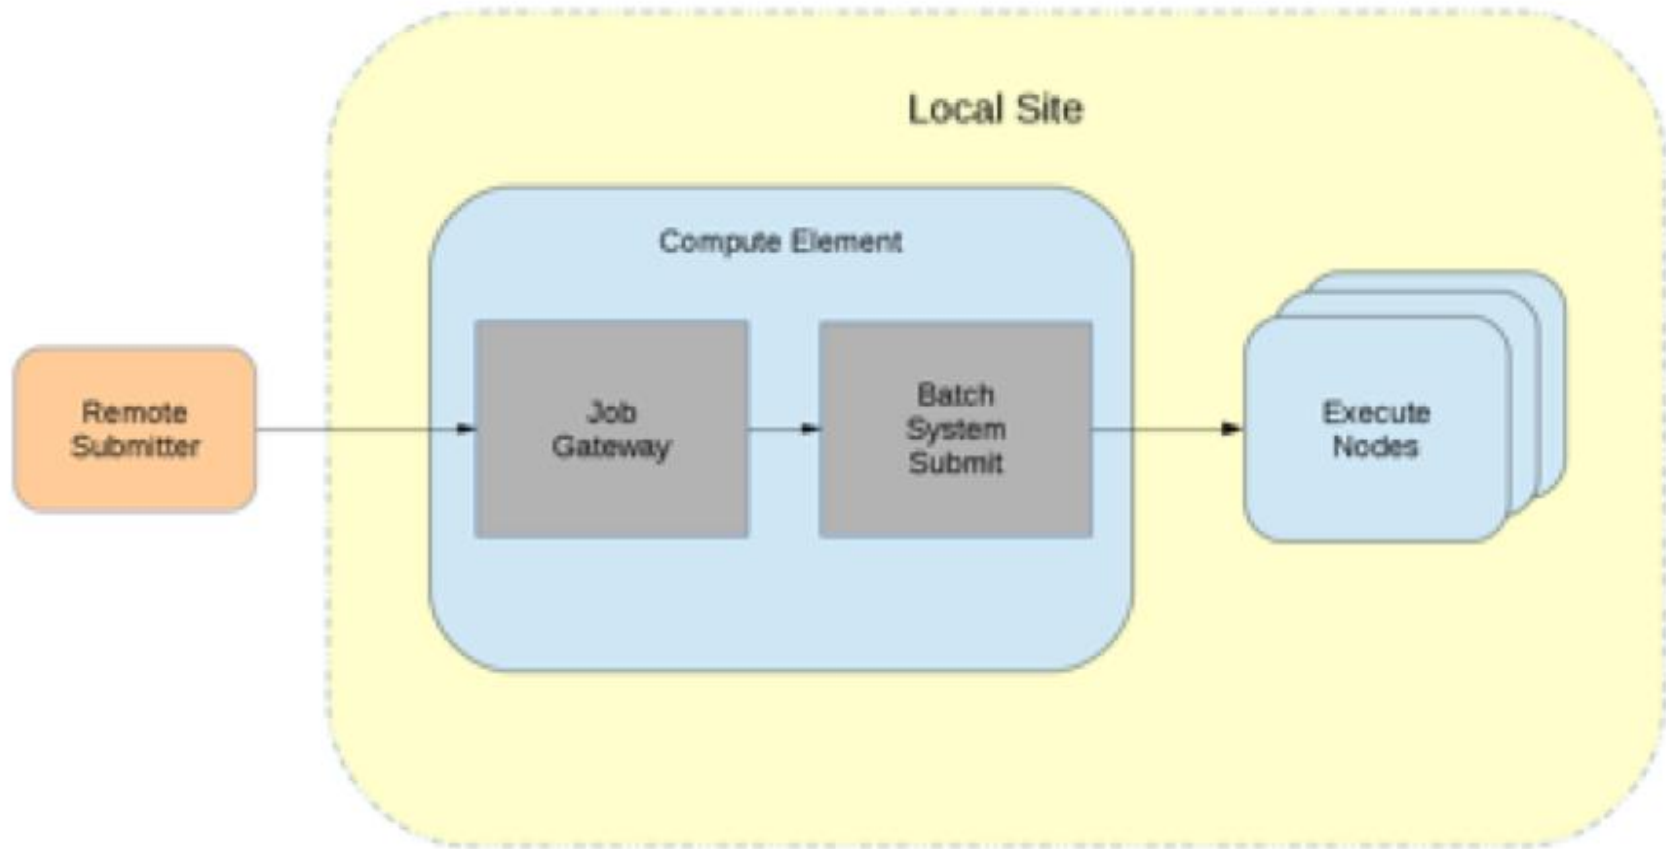 Local Site
Compute Element
Remote
Submitter
Job
Gateway
Batch
System
Submit
Execute
Nodes